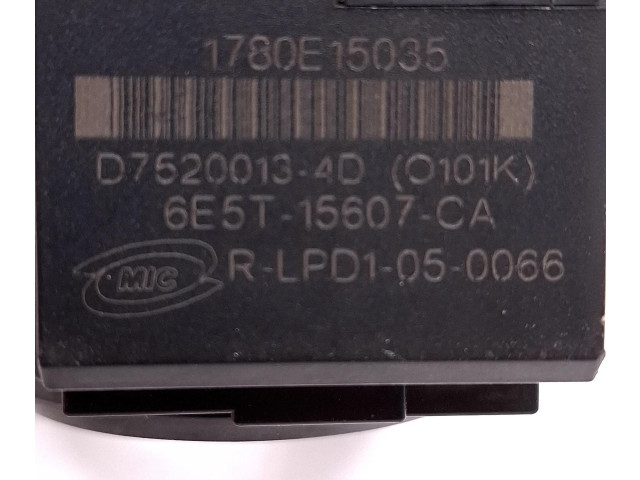 1780E15035
D7520013-4D (O101K)
6E5T-15607-CA
MIC R-LPD1-05-0066